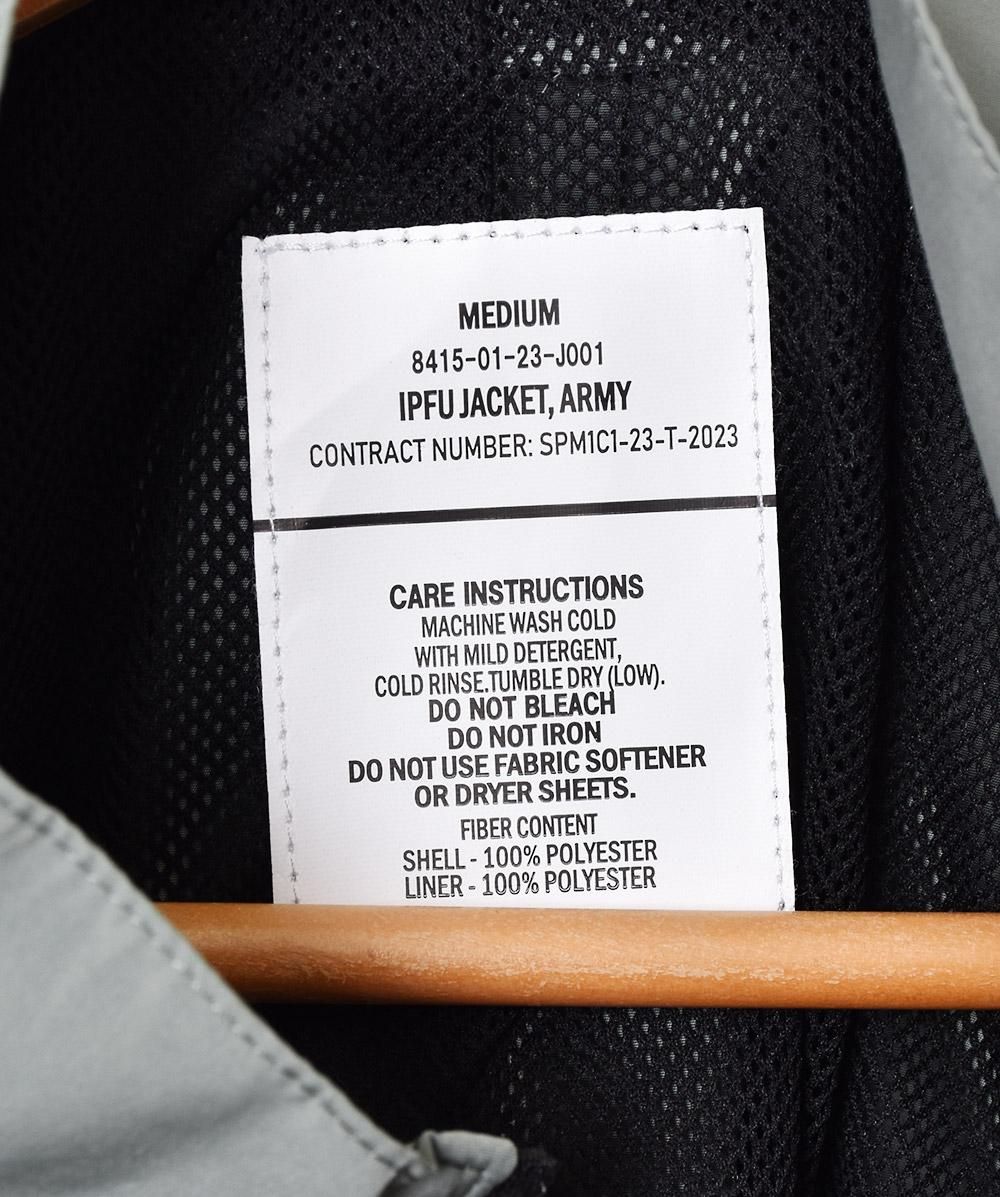 MEDIUM
8415-01-23-J001
IPFU JACKET, ARMY
CONTRACT NUMBER: SPM1C1-23-T-2023
CARE INSTRUCTIONS
MACHINE WASH COLD
WITH MILD DETERGENT,
COLD RINSE.TUMBLE DRY (LOW).
DO NOT BLEACH
DO NOT IRON
DO NOT USE FABRIC SOFTENER
OR DRYER SHEETS.
FIBER CONTENT
SHELL - 100% POLYESTER
LINER - 100% POLYESTER